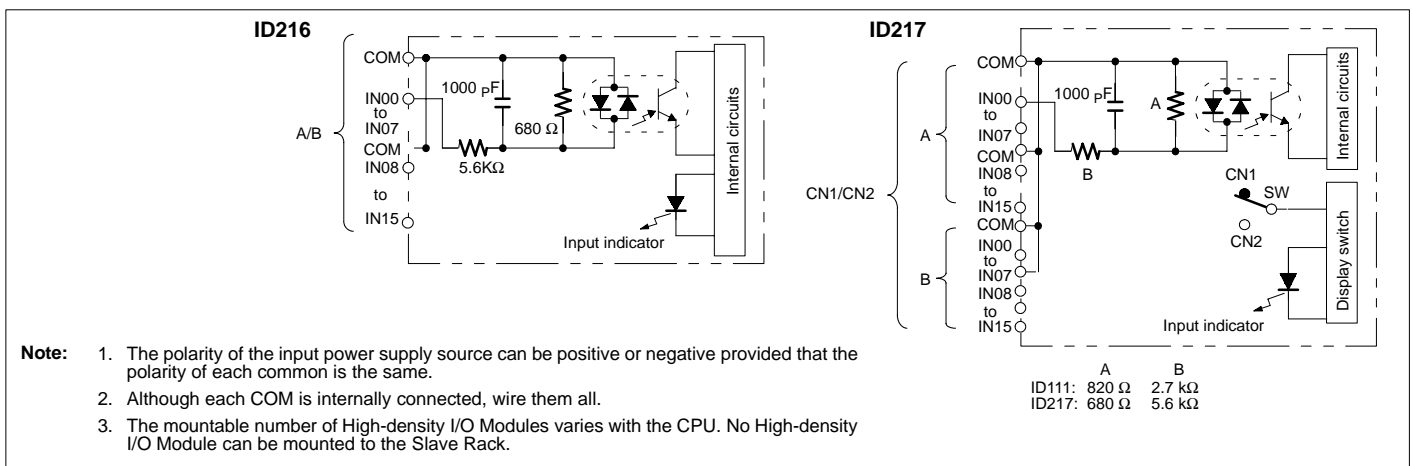 ID216
COM
IN00
to
IN07
COM
IN08
to
IN15
A/B
1000 PF
680 Ω
5.6KΩ
Internal circuits
Input indicator
ID217
COM
IN00
to
IN07
COM
IN08
to
IN15
COM
IN00
to
IN07
IN08
to
IN15
A
B
CN1/CN2
1000 PF
A
B
Internal circuits
CN1
SW
CN2
Display switch
Input indicator
A B
ID111: 820 Ω 2.7 kΩ
ID217: 680 Ω 5.6 kΩ
Note: 1. The polarity of the input power supply source can be positive or negative provided that the
polarity of each common is the same.
2. Although each COM is internally connected, wire them all.
3. The mountable number of High-density I/O Modules varies with the CPU. No High-density
I/O Module can be mounted to the Slave Rack.